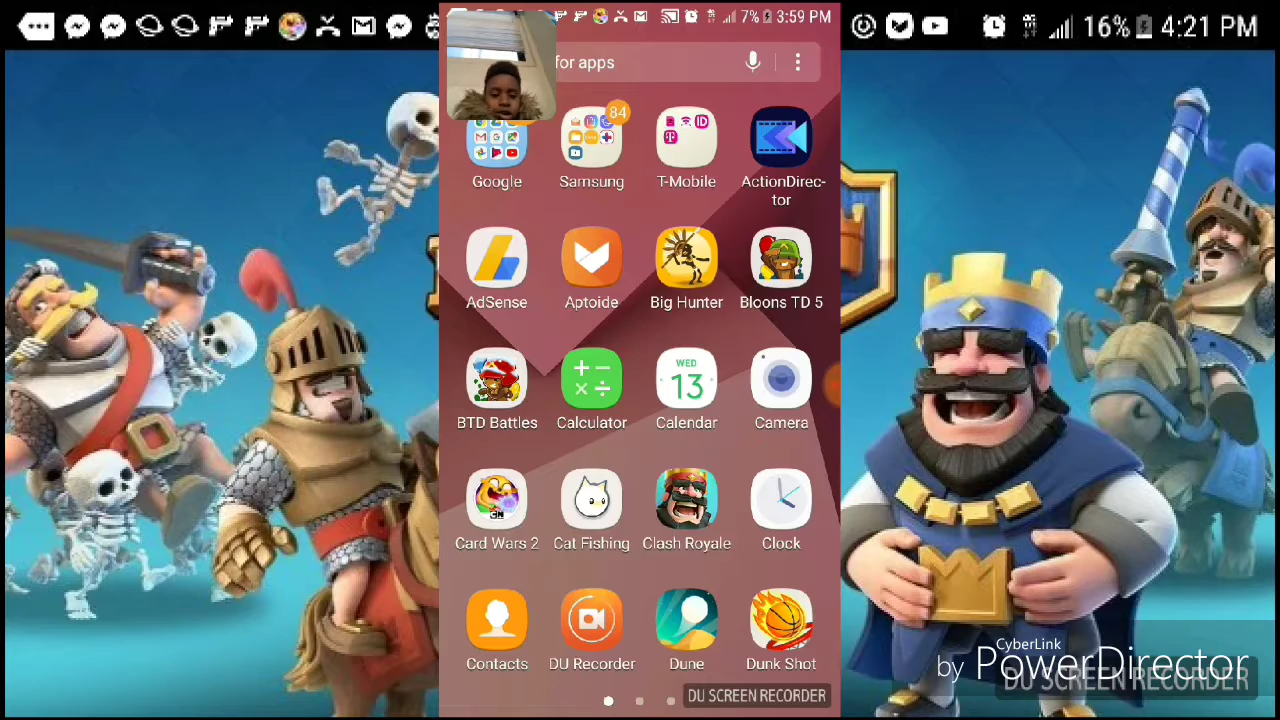 16% 4:21 PM
7% 3:59 PM
for apps
84
Google Samsung T-Mobile ActionDirec-
tor
AdSense Aptoide Big Hunter Bloons TD 5
WED
13
BTD Battles Calculator Calendar Camera
CN
Card Wars 2 Cat Fishing Clash Royale Clock
Contacts DU Recorder Dune Dunk Shot
DU SCREEN RECORDER
CyberLink
by PowerDirector
DU SCREEN RECORDER